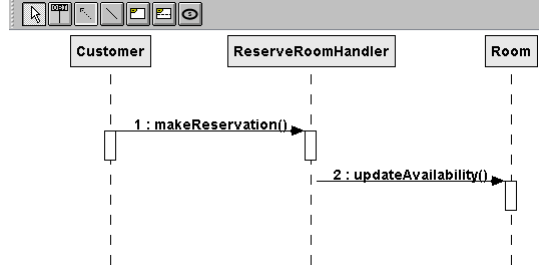 Customer
ReserveRoomHandler
Room
1 : makeReservation()
2 : updateAvailability()